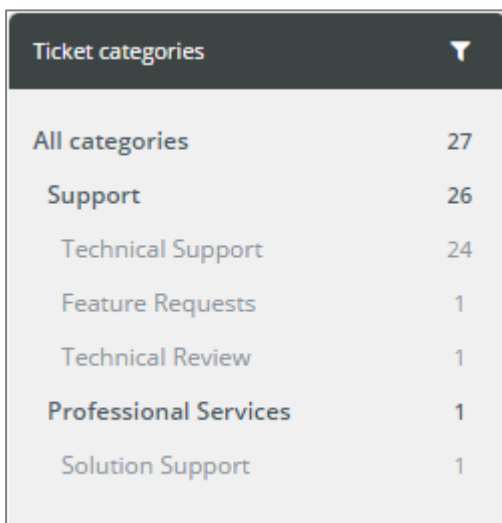 Ticket categories
All categories 27
Support 26
Technical Support 24
Feature Requests 1
Technical Review 1
Professional Services 1
Solution Support 1